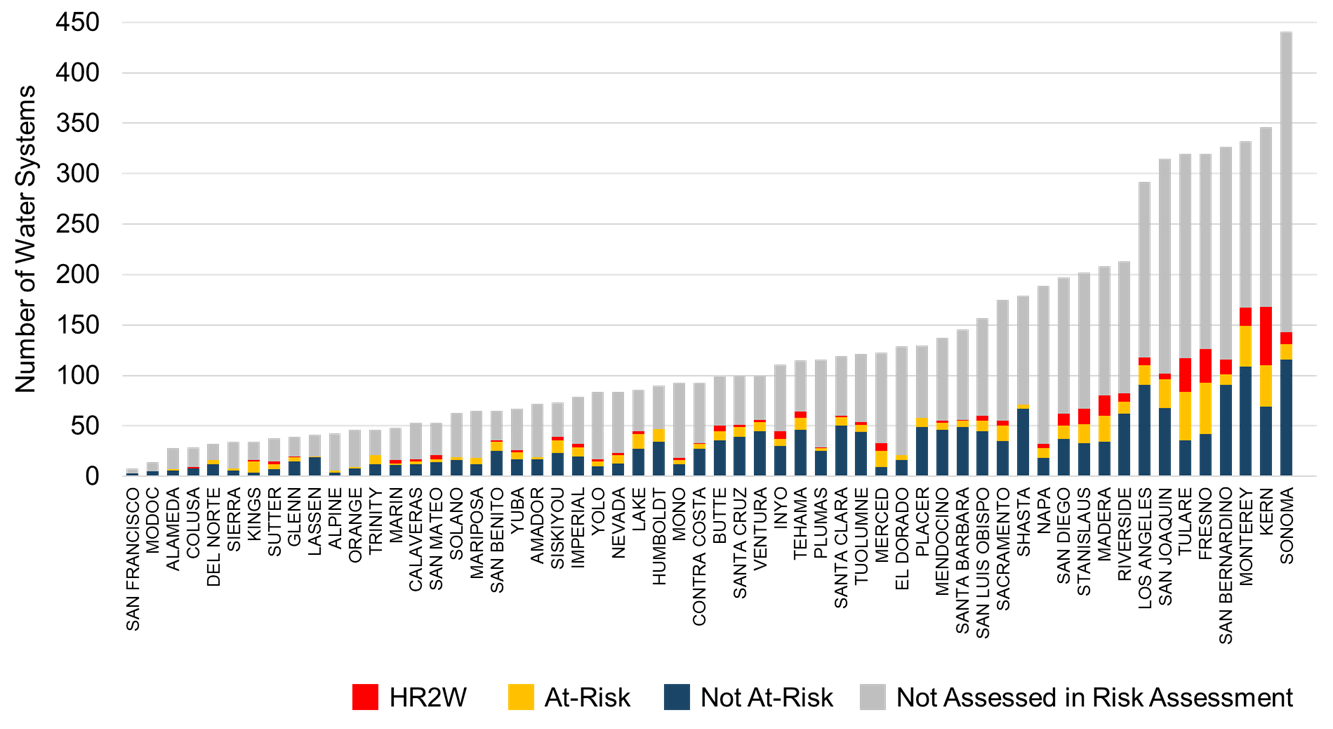 450
400
350
300
250
200
150
100
50
0
Number of Water Systems
SAN FRANCISCO
MODOC
ALAMEDA
COLUSA
DEL NORTE
SIERRA
KINGS
SUTTER
GLENN
LASSEN
ALPINE
ORANGE
TRINITY
MARIN
CALAVERAS
SAN MATEO
SOLANO
MARIPOSA
SAN BENITO
YUBA
AMADOR
SISKIYOU
IMPERIAL
YOLO
NEVADA
LAKE
HUMBOLDT
MONO
CONTRA COSTA
BUTTE
SANTA CRUZ
VENTURA
INYO
TEHAMA
PLUMAS
SANTA CLARA
TUOLUMNE
MERCED
EL DORADO
PLACER
MENDOCINO
SANTA BARBARA
SAN LUIS OBISPO
SACRAMENTO
SHASTA
NAPA
SAN DIEGO
STANISLAUS
MADERA
RIVERSIDE
LOS ANGELES
SAN JOAQUIN
TULARE
FRESNO
SAN BERNARDINO
MONTEREY
KERN
SONOMA
HR2W
At-Risk
Not At-Risk
Not Assessed in Risk Assessment